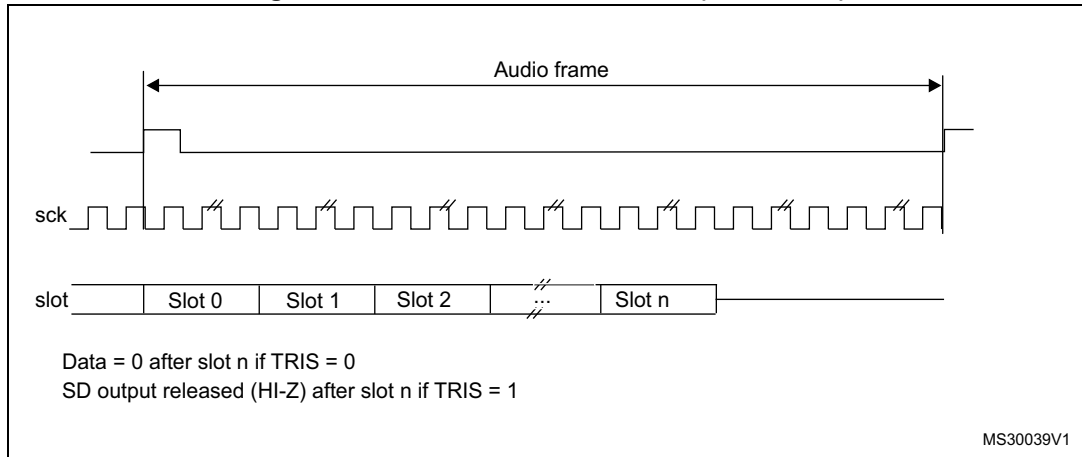 Audio frame
sck
slot Slot 0 Slot 1 Slot 2 ... Slot n
Data = 0 after slot n if TRIS = 0
SD output released (HI-Z) after slot n if TRIS = 1
MS30039V1